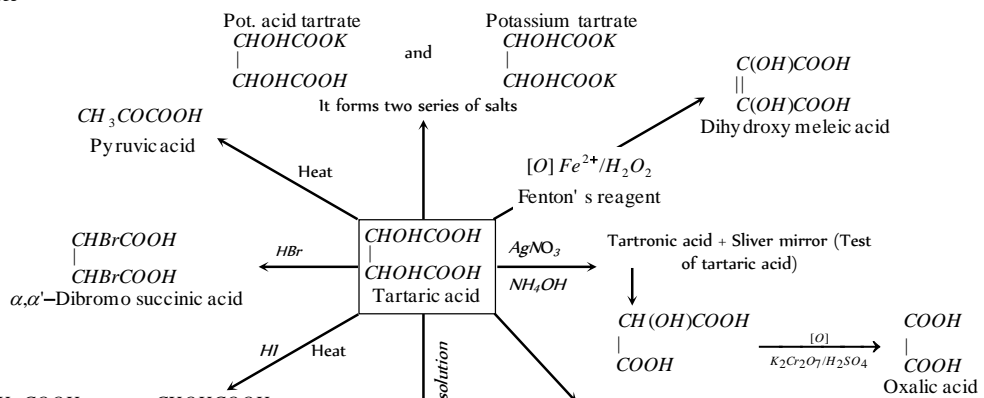 Pot. acid tartrate
CHOHCOOK
|
CHOHCOOH
and
Potassium tartrate
CHOHCOOK
|
CHOHCOOK
It forms two series of salts
C(OH)COOH
||
C(OH)COOH
Dihydroxy meleic acid
CH₃COCOOH
Pyruvic acid
Heat
[O] Fe²⁺/H₂O₂
Fenton' s reagent
CHBrCOOH
|
CHBrCOOH
α,α'–Dibromo succinic acid
HBr
CHOHCOOH
|
CHOHCOOH
Tartaric acid
AgNO₃
NH₄OH
Tartronic acid + Sliver mirror (Test
of tartaric acid)
CH(OH)COOH
|
COOH
[O]
K₂Cr₂O₇/H₂SO₄
COOH
|
COOH
Oxalic acid
HI Heat
solution